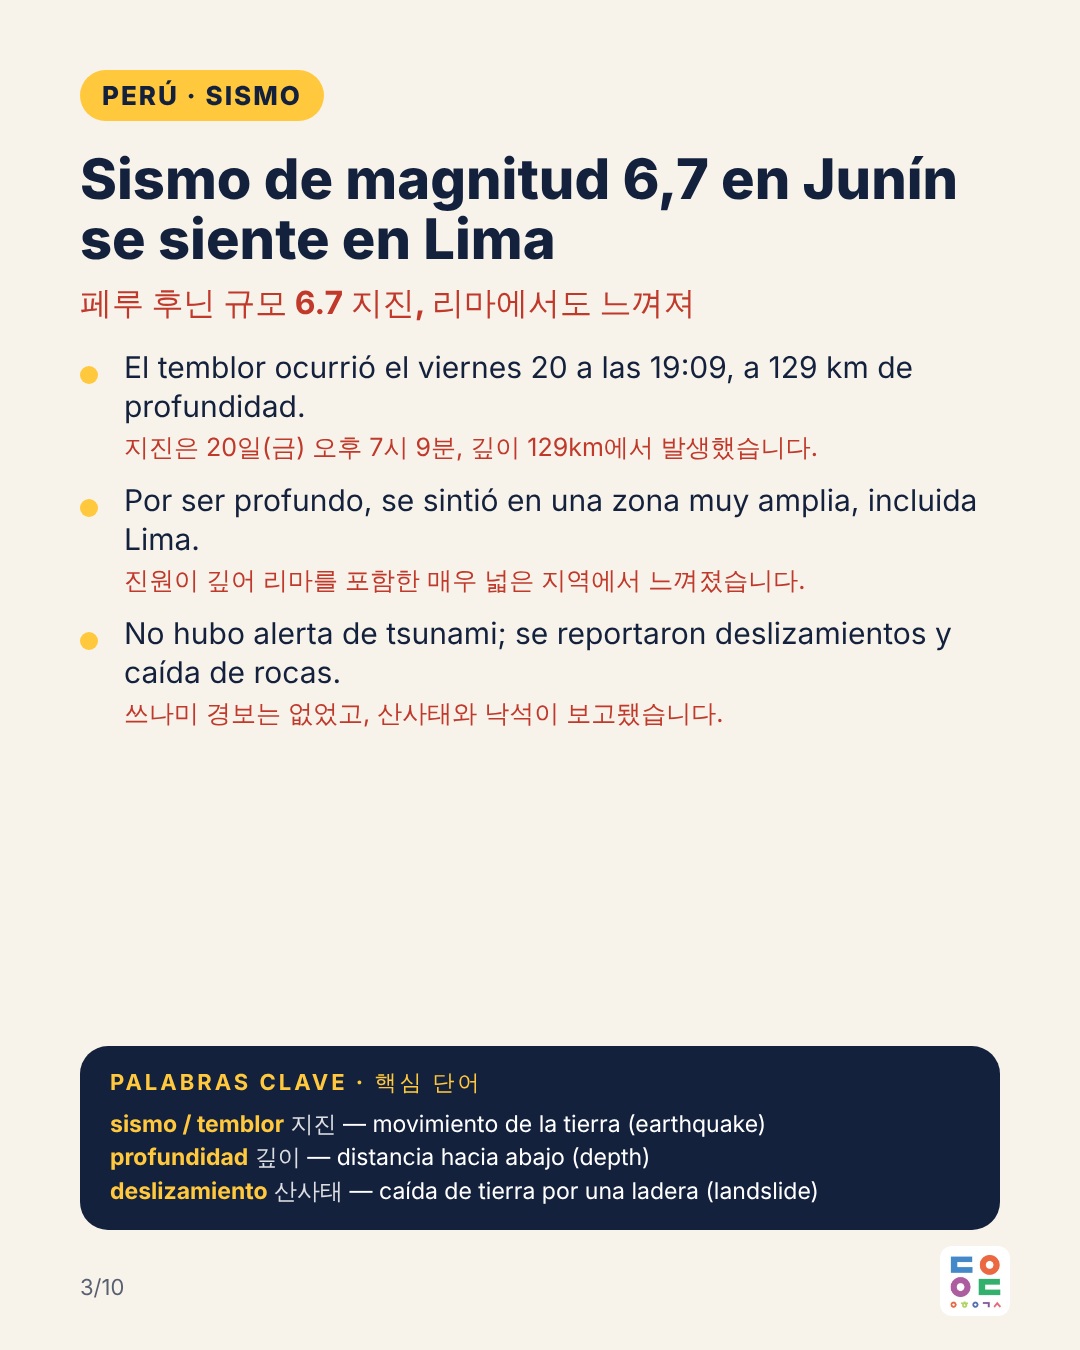 PERÚ · SISMO
Sismo de magnitud 6,7 en Junín
se siente en Lima
페루 후닌 규모 6.7 지진, 리마에서도 느껴져
El temblor ocurrió el viernes 20 a las 19:09, a 129 km de
profundidad.
지진은 20일(금) 오후 7시 9분, 깊이 129km에서 발생했습니다.
Por ser profundo, se sintió en una zona muy amplia, incluida
Lima.
진원이 깊어 리마를 포함한 매우 넓은 지역에서 느껴졌습니다.
No hubo alerta de tsunami; se reportaron deslizamientos y
caída de rocas.
쓰나미 경보는 없었고, 산사태와 낙석이 보고됐습니다.
PALABRAS CLAVE · 핵심 단어
sismo / temblor 지진 — movimiento de la tierra (earthquake)
profundidad 깊이 — distancia hacia abajo (depth)
deslizamiento 산사태 — caída de tierra por una ladera (landslide)
3/10